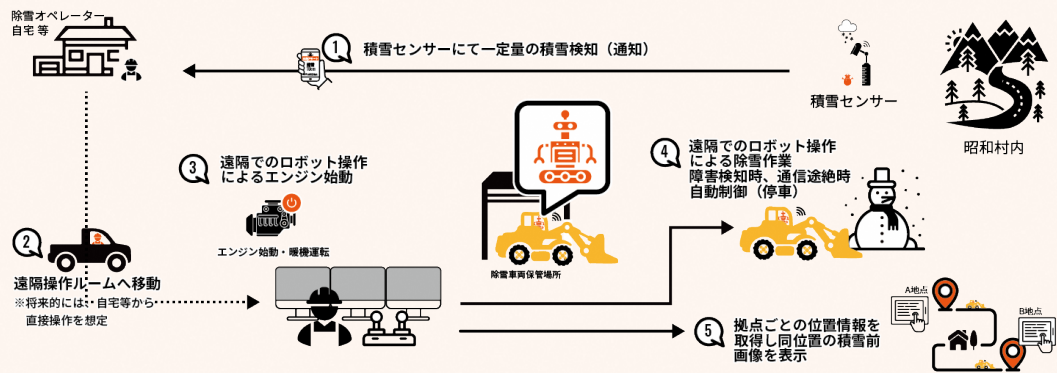 除雪オペレーター
自宅 等
1
積雪センサーにて一定量の積雪検知（通知）
積雪センサー
昭和村内
3
遠隔でのロボット操作
によるエンジン始動
エンジン始動・暖機運転
除雪車両保管場所
4
遠隔でのロボット操作
による除雪作業
障害検知時、通信途絶時
自動制御（停車）
2
遠隔操作ルームへ移動
※将来的には、自宅等から
直接操作を想定
5
拠点ごとの位置情報を
取得し同位置の積雪前
画像を表示
A地点
B地点